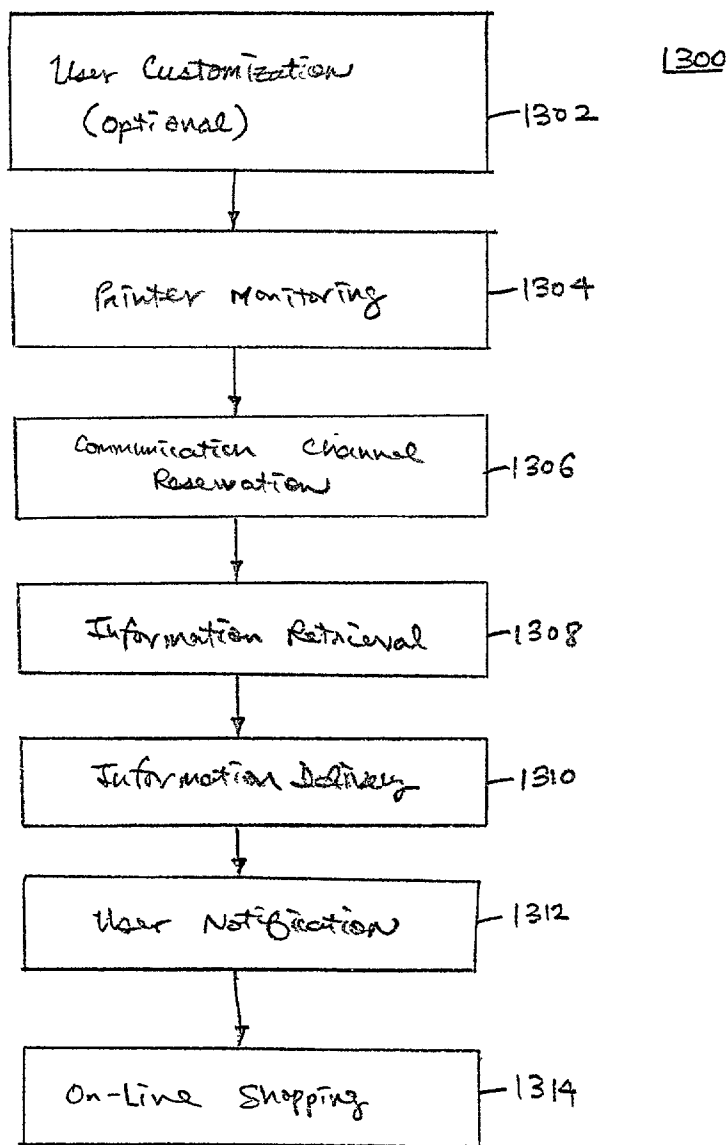 1300
User Customization
(Optional)
1302
Printer Monitoring
1304
Communication Channel
Reservation
1306
Information Retrieval
1308
Information Delivery
1310
User Notification
1312
On-Line Shopping
1314